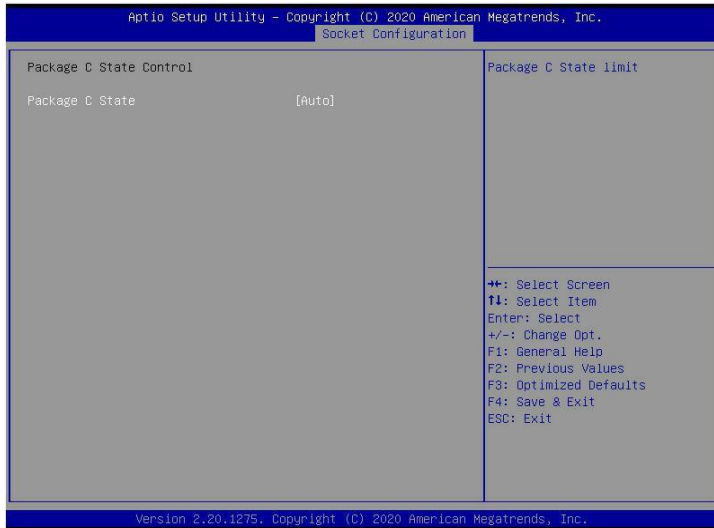 Aptio Setup Utility – Copyright (C) 2020 American Megatrends, Inc.
Socket Configuration
Package C State Control
Package C State [Auto]
Package C State limit
→←: Select Screen
↑↓: Select Item
Enter: Select
+/-: Change Opt.
F1: General Help
F2: Previous Values
F3: Optimized Defaults
F4: Save & Exit
ESC: Exit
Version 2.20.1275. Copyright (C) 2020 American Megatrends, Inc.